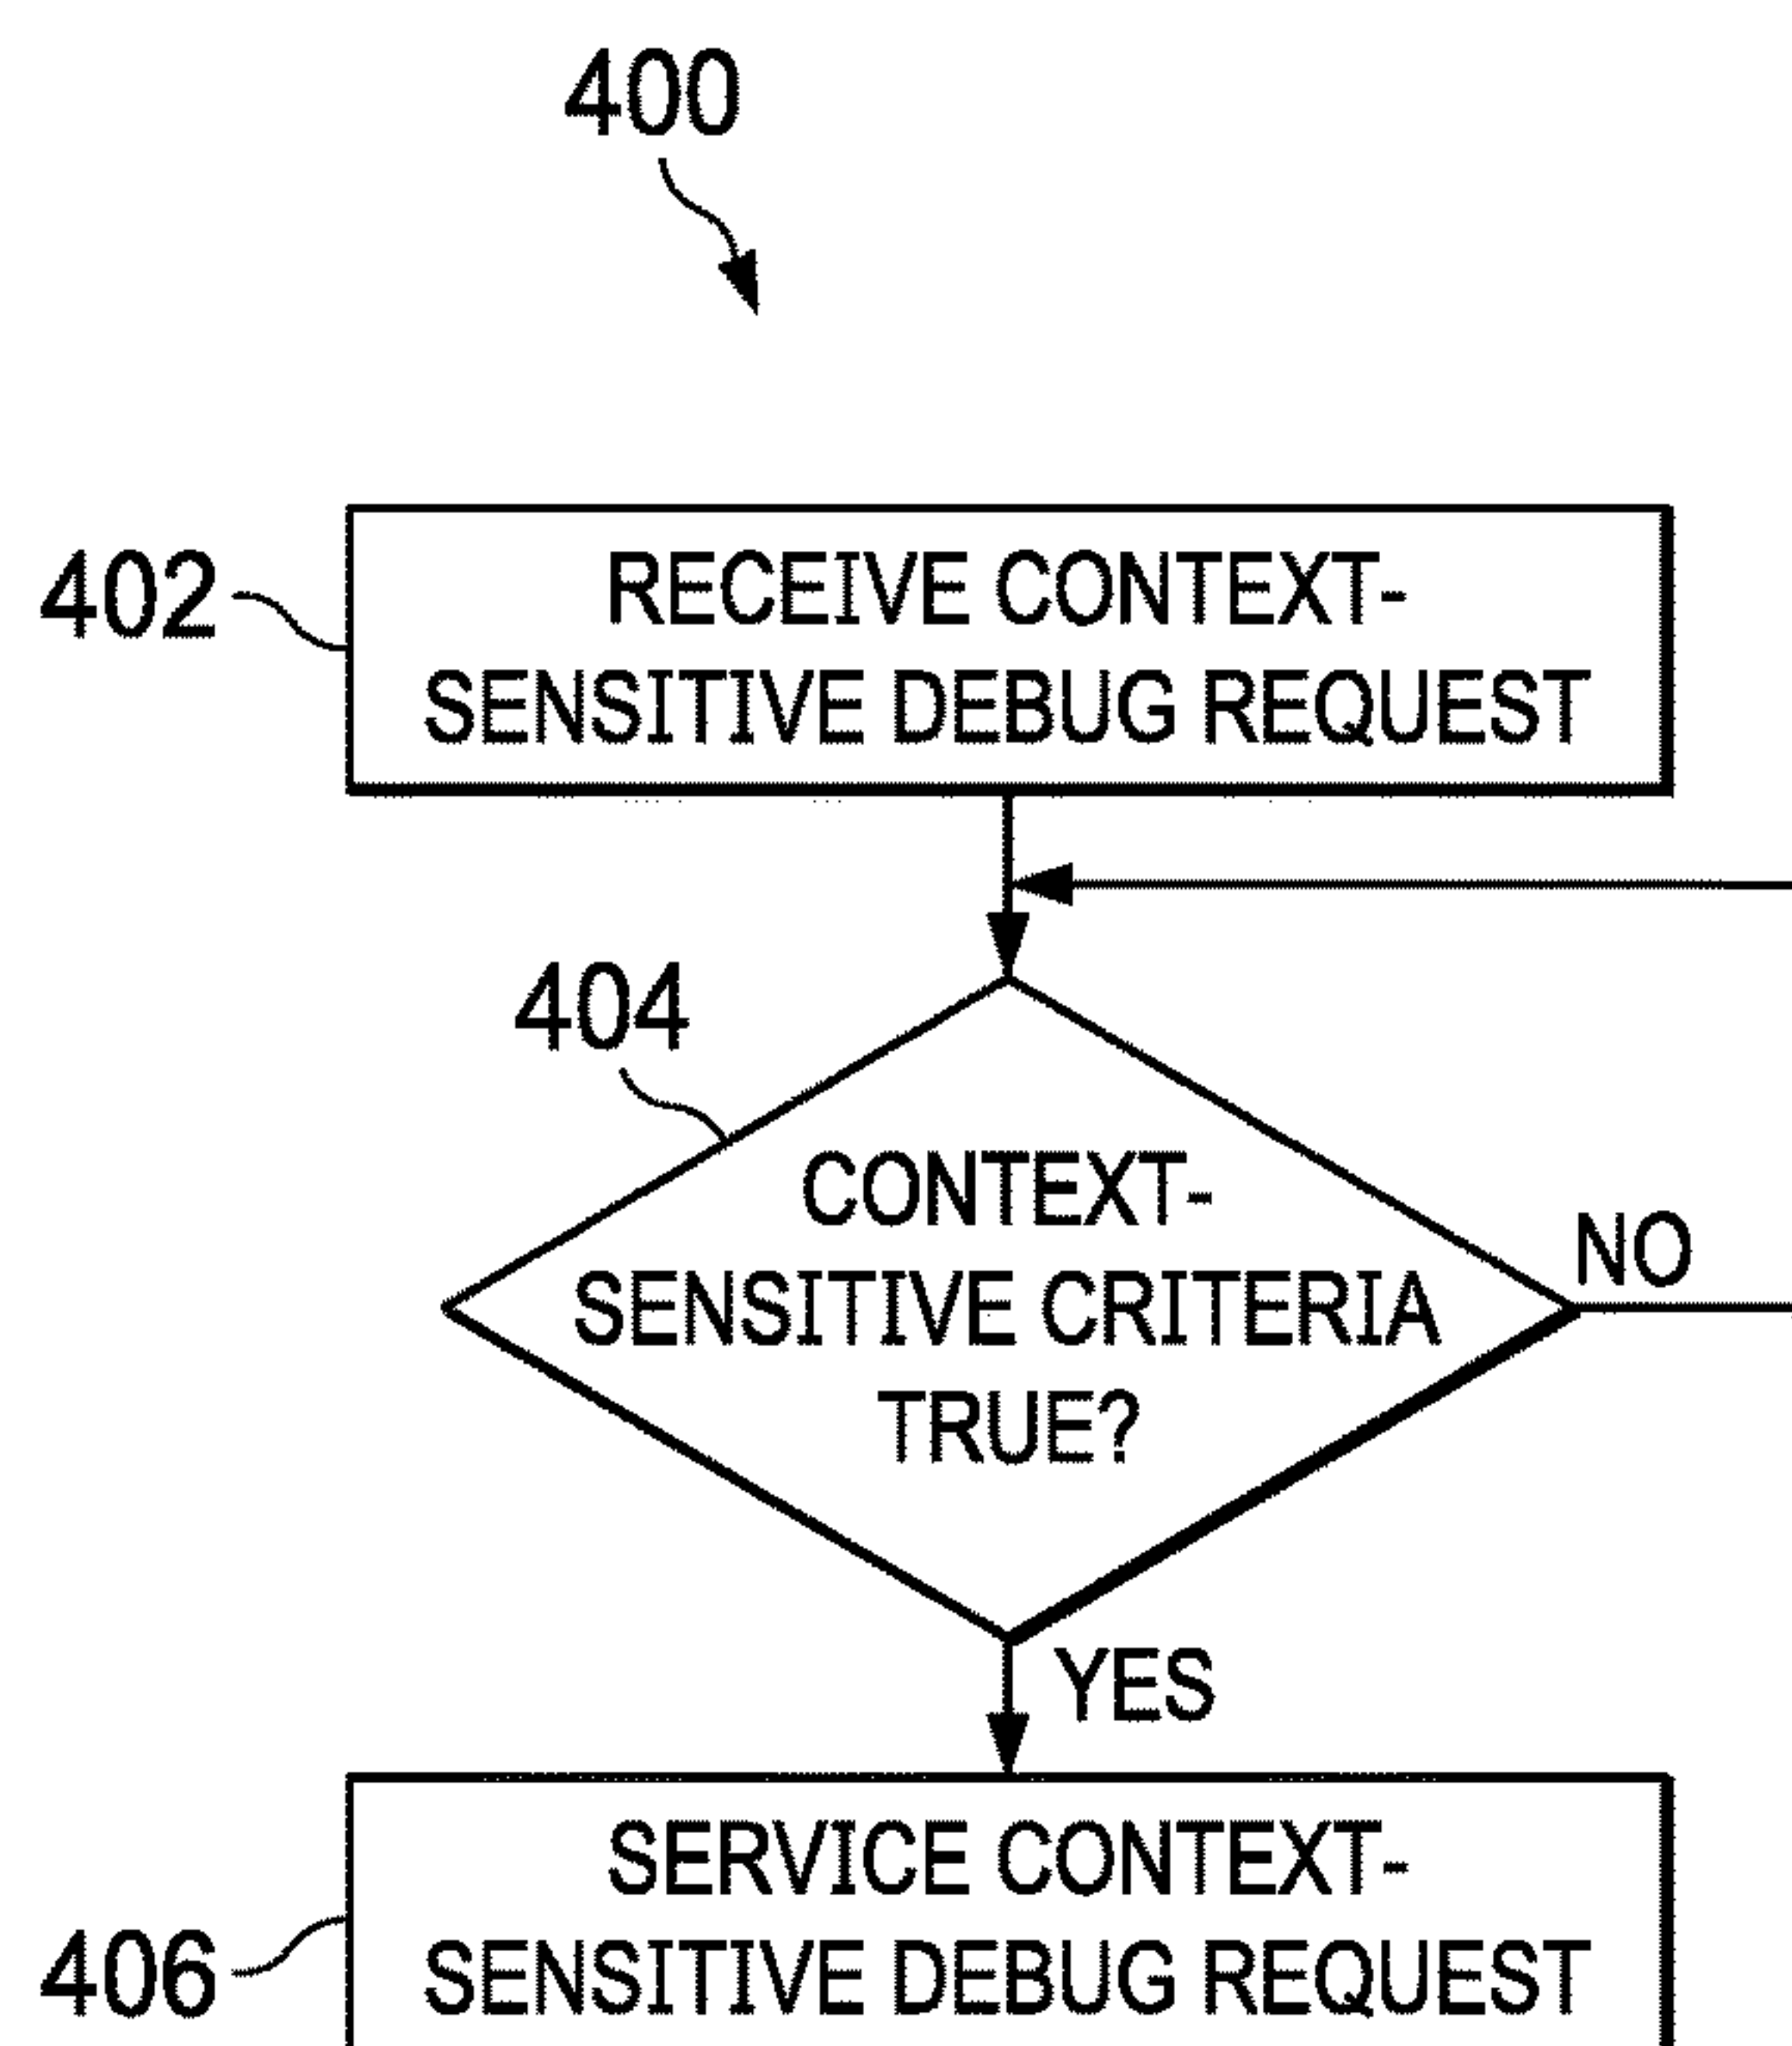 400
402
RECEIVE CONTEXT-
SENSITIVE DEBUG REQUEST
404
CONTEXT-
SENSITIVE CRITERIA
TRUE?
NO
YES
406
SERVICE CONTEXT-
SENSITIVE DEBUG REQUEST